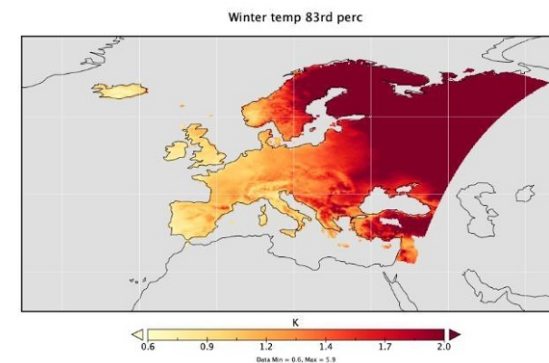 Winter temp 83rd perc
K
0.6 0.9 1.2 1.4 1.7 2.0
Data Min = 0.6, Max = 5.9